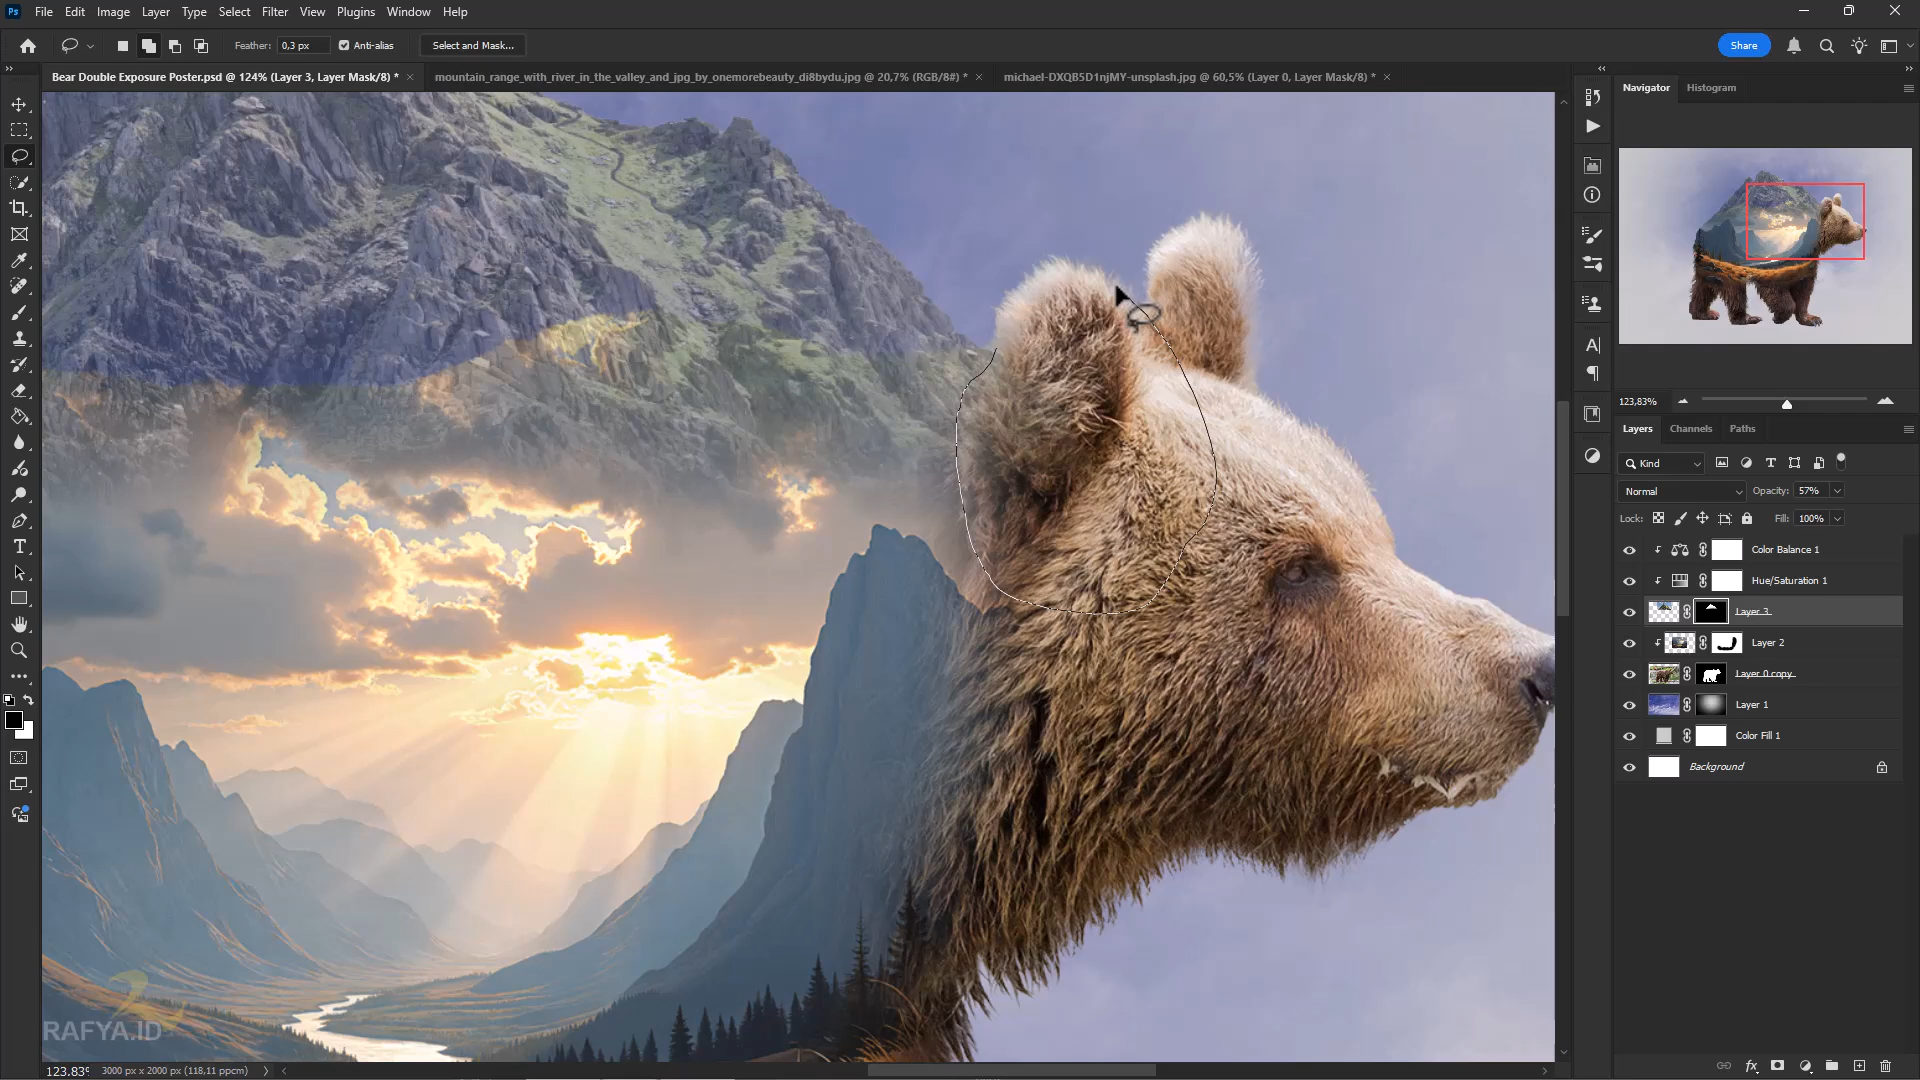 Ps File Edit Image Layer Type Select Filter View Plugins Window Help
Feather: 0,3 px Anti-alias Select and Mask... Share
Bear Double Exposure Poster.psd @ 124% (Layer 3, Layer Mask/8) * × mountain_range_with_river_in_the_valley_and_jpg_by_onemorebeauty_di8bydu.jpg @ 20,7% (RGB/8#) * × michael-DXQB5D1njMY-unsplash.jpg @ 60,5% (Layer 0, Layer Mask/8) * ×
Navigator Histogram
123,83%
Layers Channels Paths
Kind
Normal Opacity: 57%
Lock: Fill: 100%
Color Balance 1
Hue/Saturation 1
Layer 3
Layer 2
Layer 0 copy
Layer 1
Color Fill 1
Background
RAFYA.ID
123,83% 3000 px x 2000 px (118,11 ppcm)